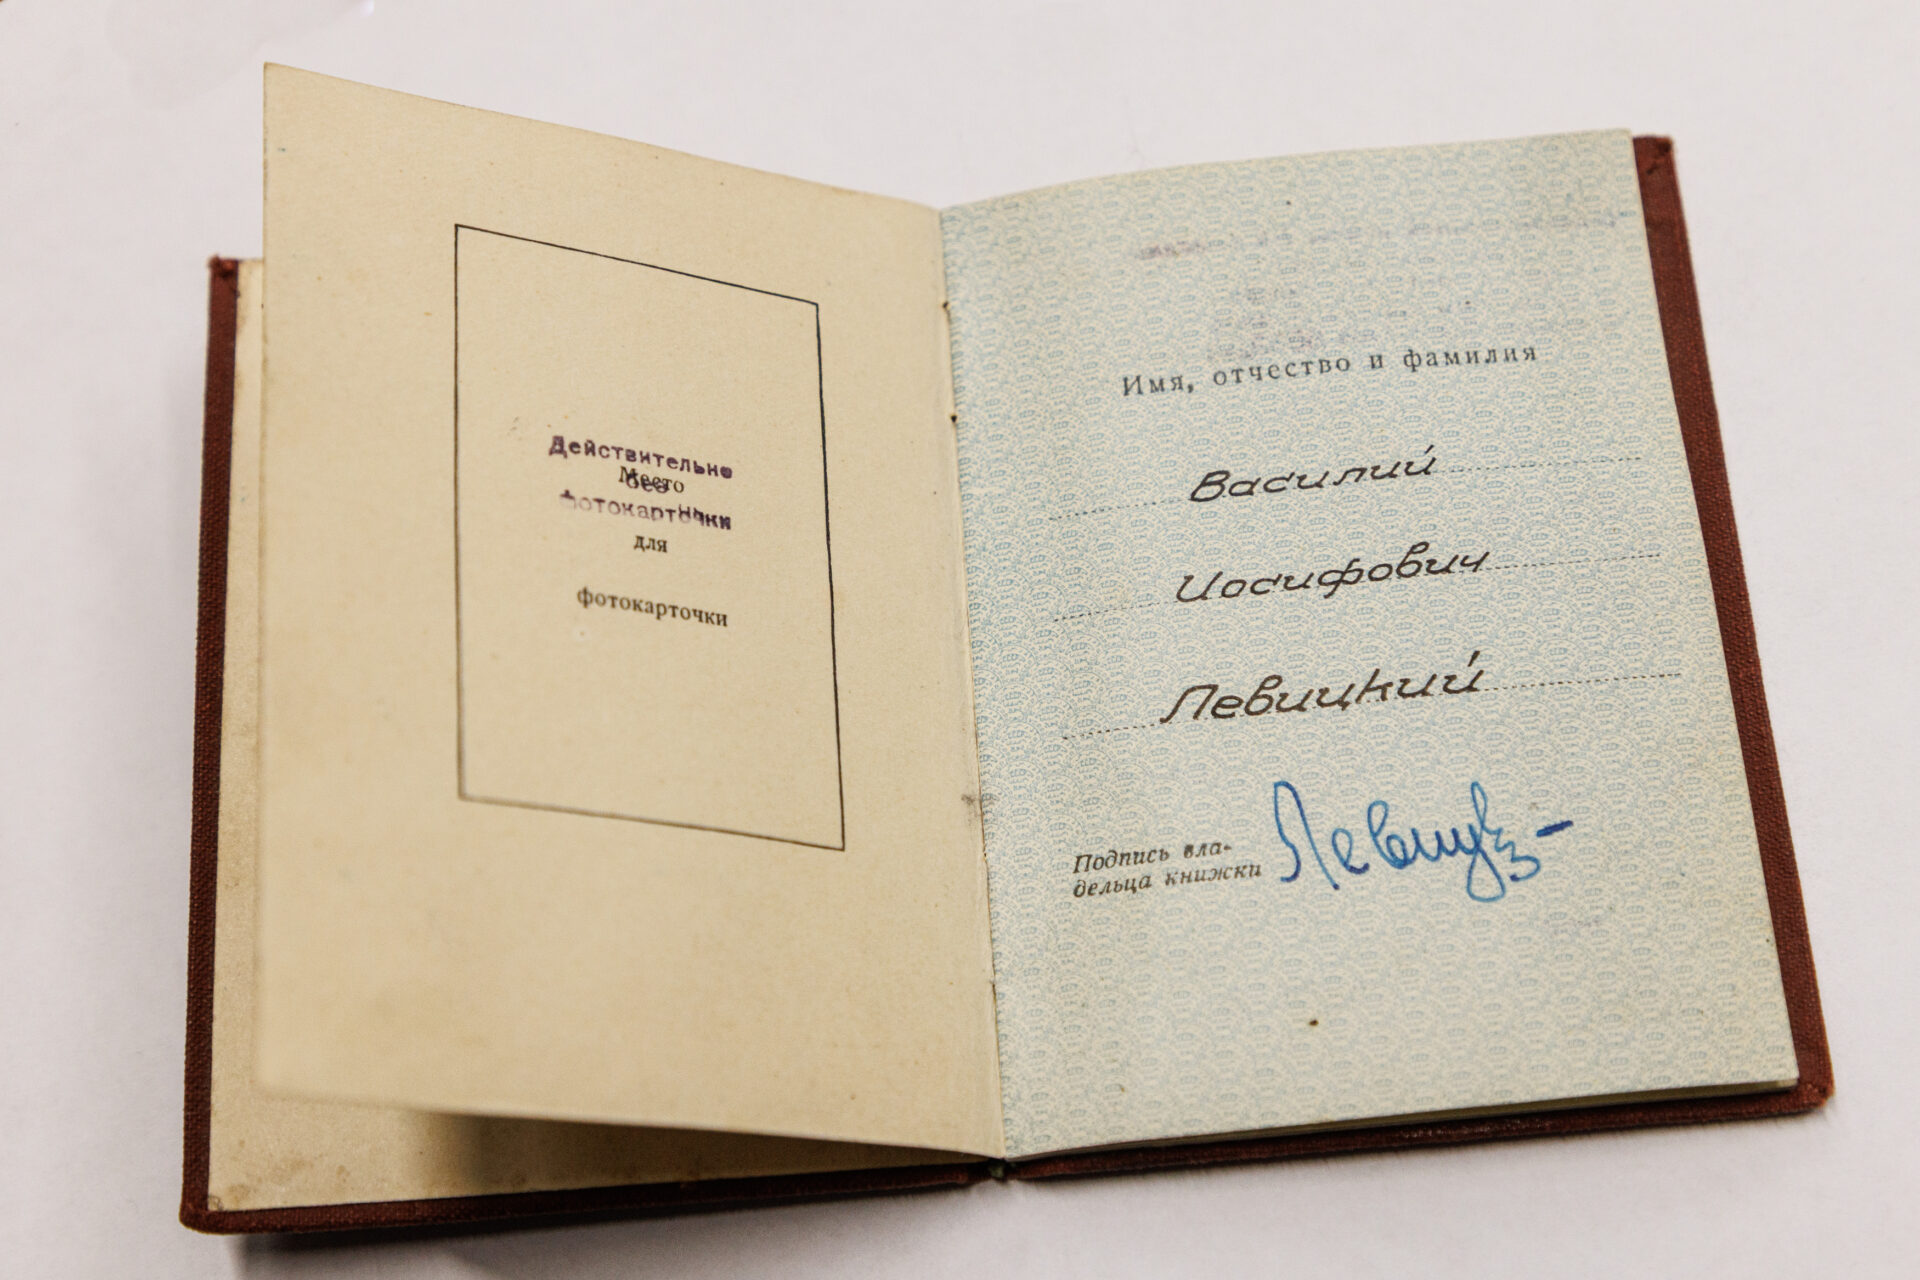 Действительно
Место
без
фотокарточки
для
фотокарточки
Имя, отчество и фамилия
Василий
Иосифович
Левицкий
Подпись вла-
дельца книжки